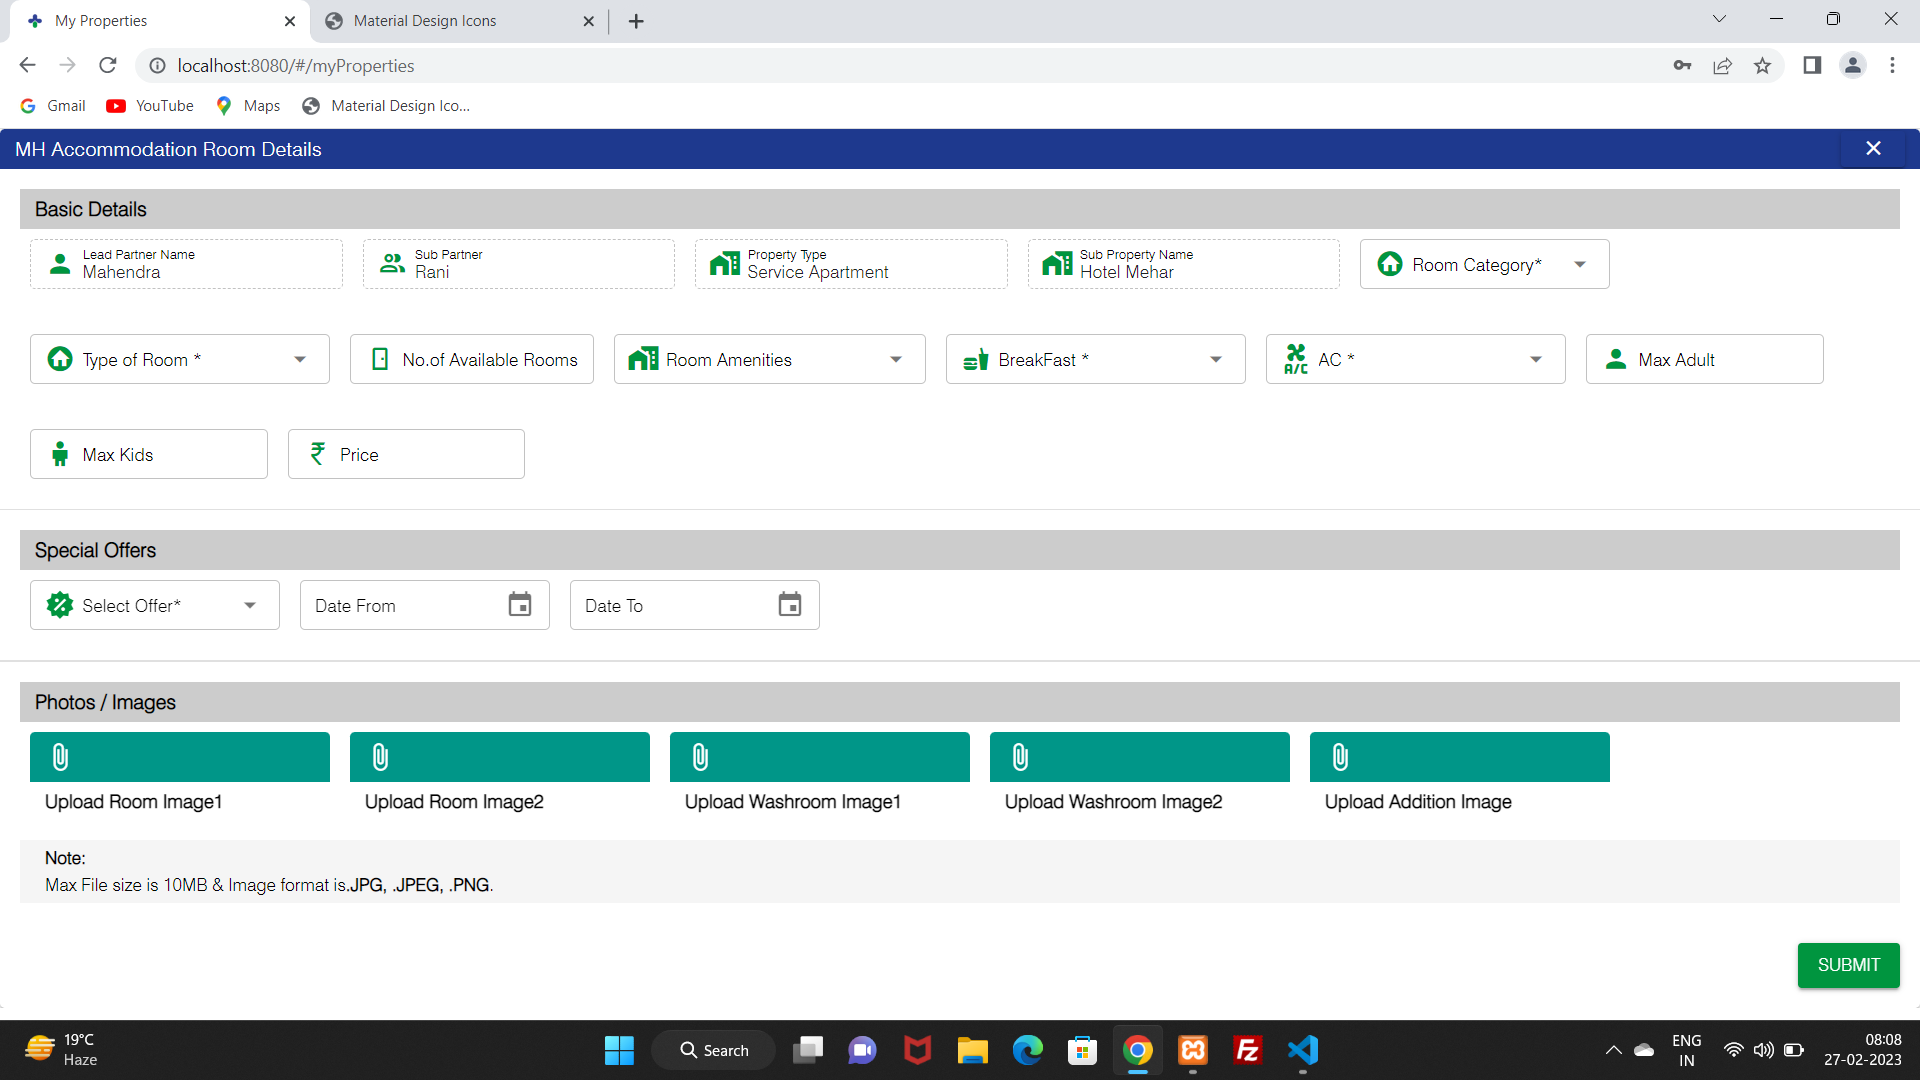 My Properties
Material Design Icons
localhost:8080/#/myProperties
Gmail
YouTube
Maps
Material Design Ico...
MH Accommodation Room Details
Basic Details
Lead Partner Name
Mahendra
Sub Partner
Rani
Property Type
Service Apartment
Sub Property Name
Hotel Mehar
Room Category*
Type of Room *
No.of Available Rooms
Room Amenities
BreakFast *
A/C
AC *
Max Adult
Max Kids
₹ Price
Special Offers
Select Offer*
Date From
Date To
Photos / Images
Upload Room Image1
Upload Room Image2
Upload Washroom Image1
Upload Washroom Image2
Upload Addition Image
Note:
Max File size is 10MB & Image format is.JPG, .JPEG, .PNG.
SUBMIT
19°C
Haze
Search
Fz
ENG
IN
08:08
27-02-2023